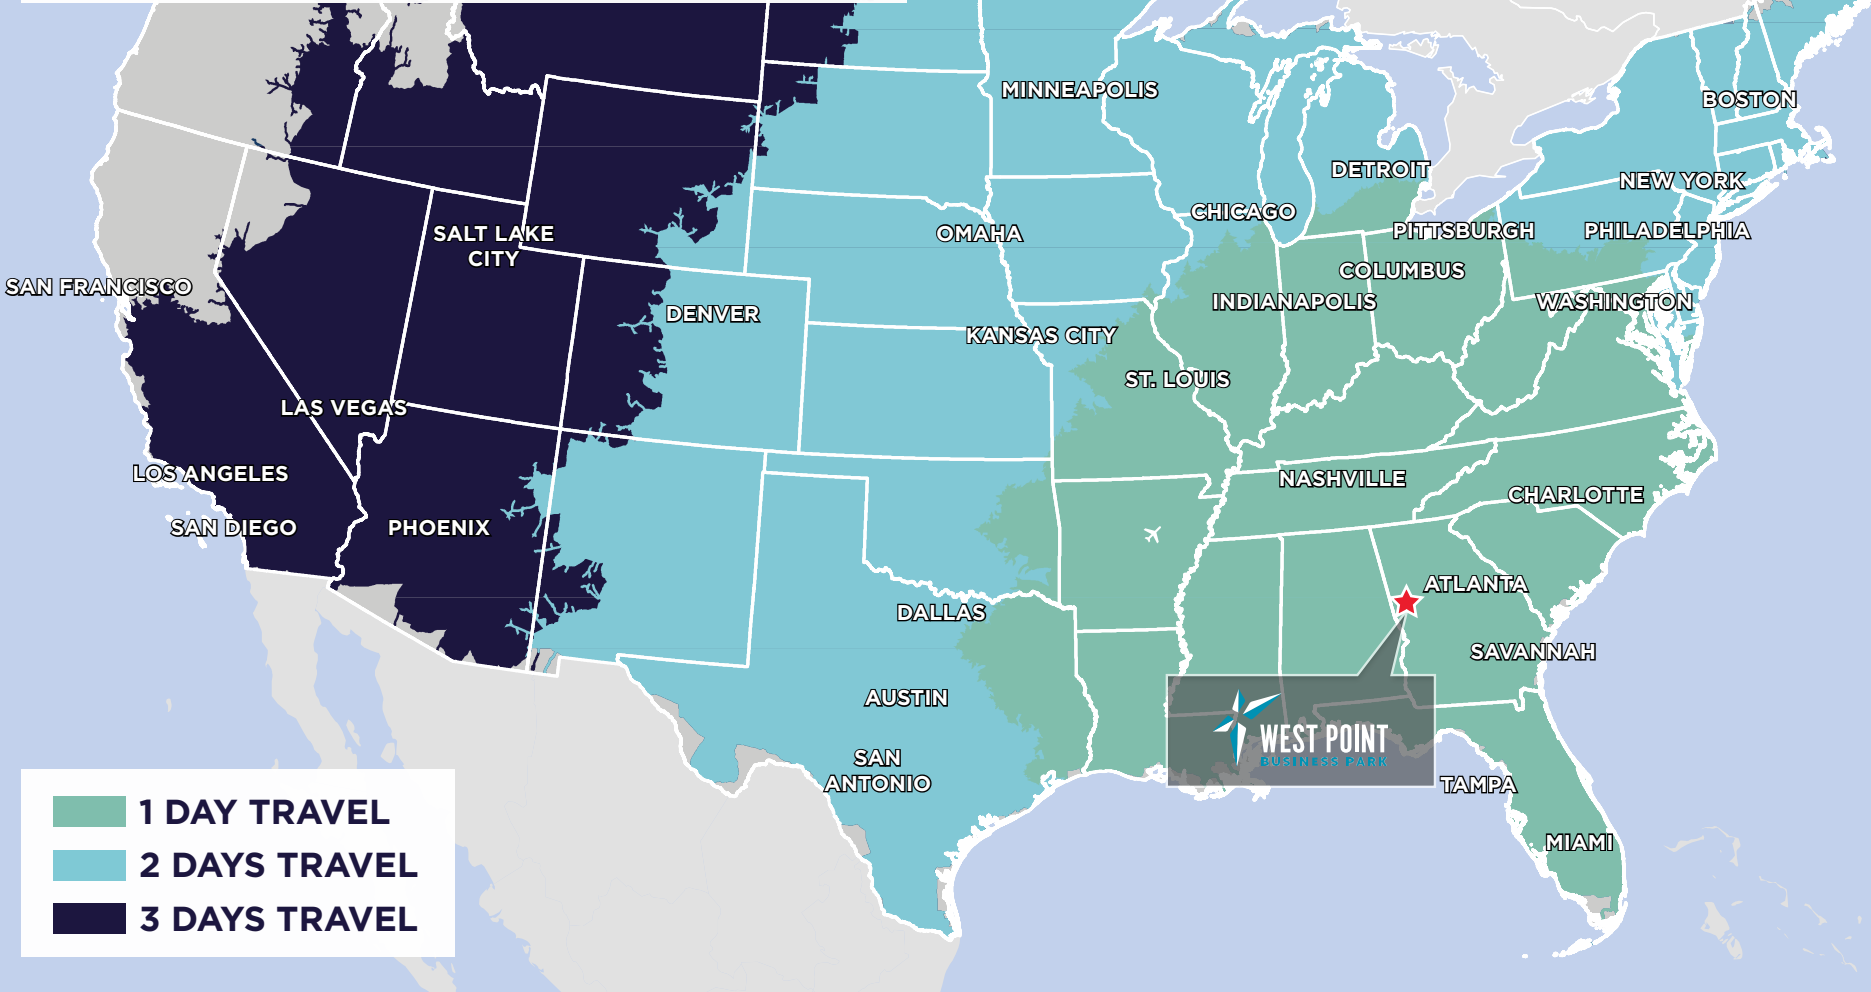 MINNEAPOLIS
BOSTON
DETROIT
NEW YORK
CHICAGO
PITTSBURGH
PHILADELPHIA
SALT LAKE
CITY
OMAHA
COLUMBUS
SAN FRANCISCO
INDIANAPOLIS
WASHINGTON
DENVER
KANSAS CITY
ST. LOUIS
LAS VEGAS
LOS ANGELES
NASHVILLE
CHARLOTTE
SAN DIEGO
PHOENIX
ATLANTA
DALLAS
SAVANNAH
AUSTIN
WEST POINT
BUSINESS PARK
SAN
ANTONIO
TAMPA
MIAMI
1 DAY TRAVEL
2 DAYS TRAVEL
3 DAYS TRAVEL